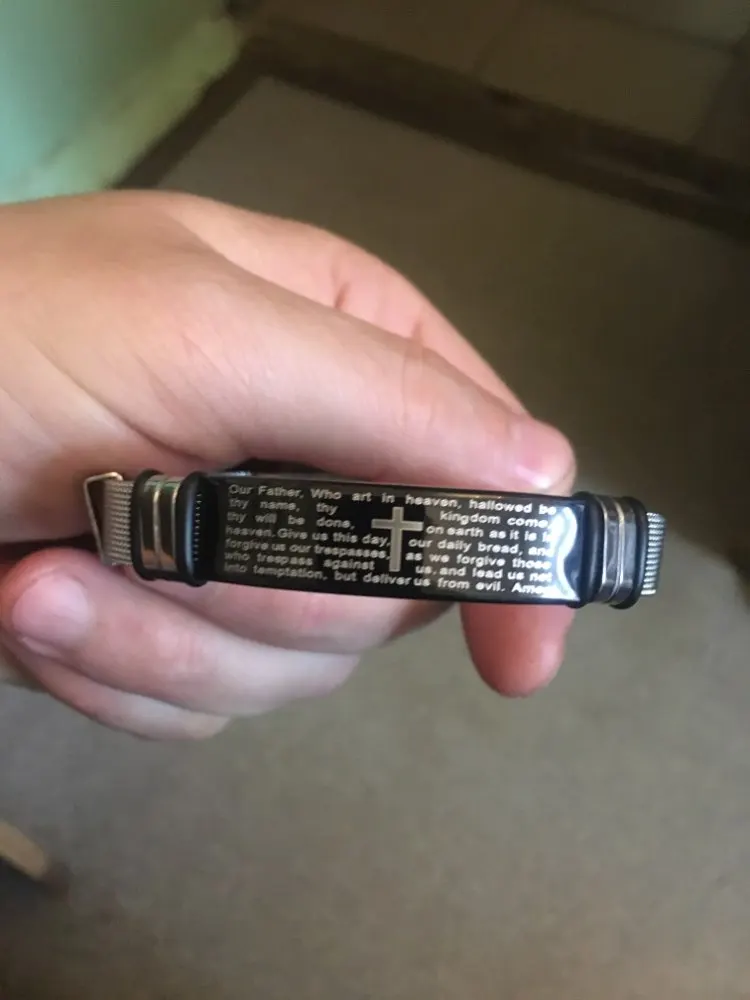 Our Father, Who art in heaven, hallowed be
thy name, thy kingdom come,
thy will be done, on earth as it is
heaven. Give us this day, our daily bread, and
forgive us our trespasses, as we forgive those
who trespass against us, and lead us not
into temptation, but deliver us from evil.